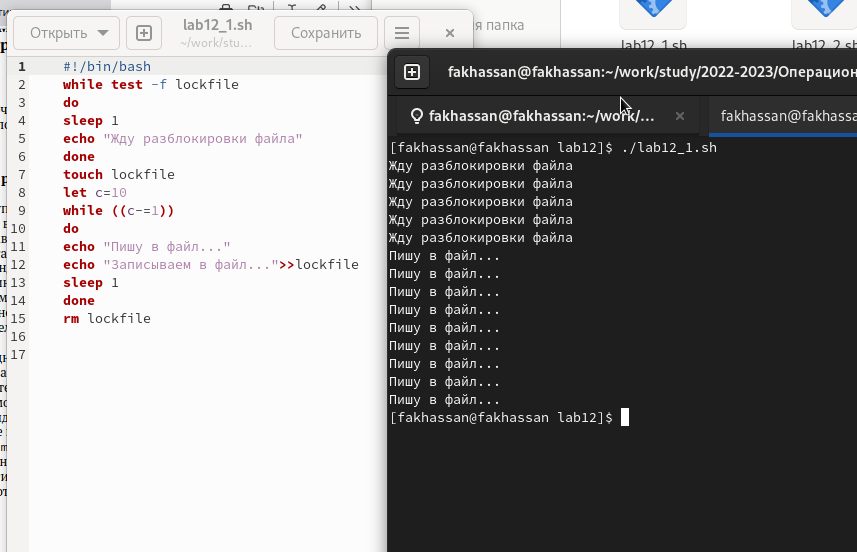 Открыть
lab12_1.sh
~/work/stu...
Сохранить
я папка
lab12_1.sh
lab12_2.sh
1 #!/bin/bash
2 while test -f lockfile
3 do
4 sleep 1
5 echo "Жду разблокировки файла"
6 done
7 touch lockfile
8 let c=10
9 while ((c-=1))
10 do
11 echo "Пишу в файл..."
12 echo "Записываем в файл...">>lockfile
13 sleep 1
14 done
15 rm lockfile
16
17
fakhassan@fakhassan:~/work/study/2022-2023/Операцион
fakhassan@fakhassan:~/work/...
fakhassan@fakhassa
[fakhassan@fakhassan lab12]$ ./lab12_1.sh
Жду разблокировки файла
Жду разблокировки файла
Жду разблокировки файла
Жду разблокировки файла
Жду разблокировки файла
Пишу в файл...
Пишу в файл...
Пишу в файл...
Пишу в файл...
Пишу в файл...
Пишу в файл...
Пишу в файл...
Пишу в файл...
Пишу в файл...
[fakhassan@fakhassan lab12]$